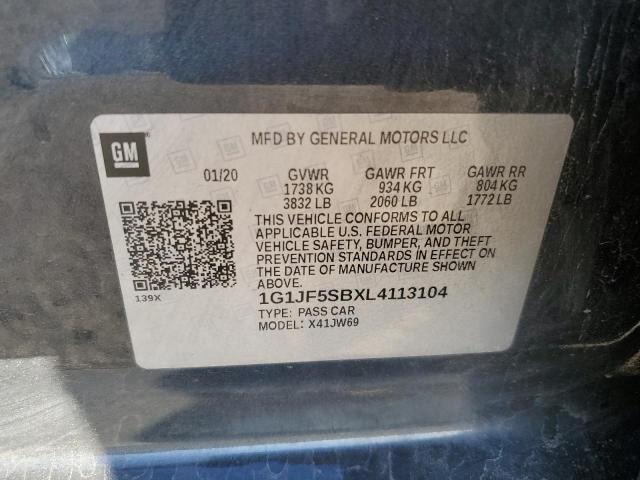 GM
MFD BY GENERAL MOTORS LLC
01/20 GVWR GAWR FRT GAWR RR
1738 KG 934 KG 804 KG
3832 LB 2060 LB 1772 LB
THIS VEHICLE CONFORMS TO ALL
APPLICABLE U.S. FEDERAL MOTOR
VEHICLE SAFETY, BUMPER, AND THEFT
PREVENTION STANDARDS IN EFFECT ON
THE DATE OF MANUFACTURE SHOWN
ABOVE.
139X
1G1JF5SBXL4113104
TYPE: PASS CAR
MODEL: X41JW69